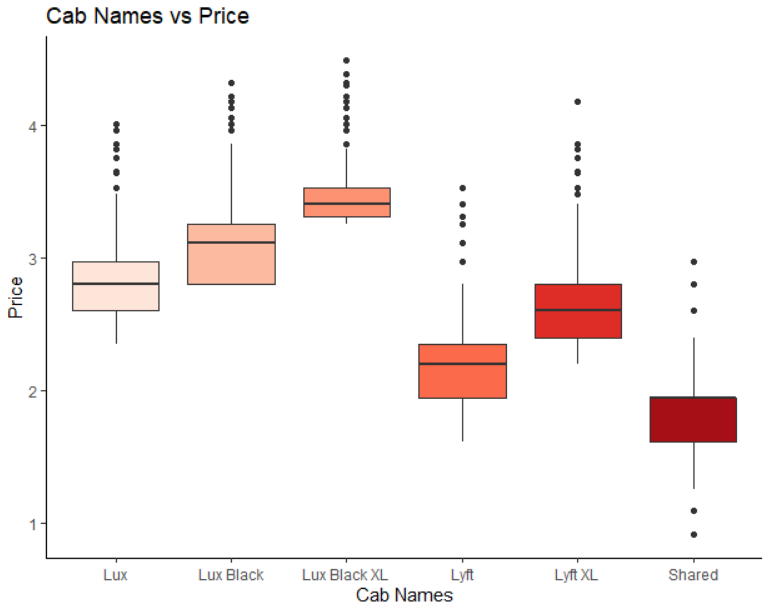 Cab Names vs Price
4
3
2
1
Price
Lux Lux Black Lux Black XL Lyft Lyft XL Shared
Cab Names